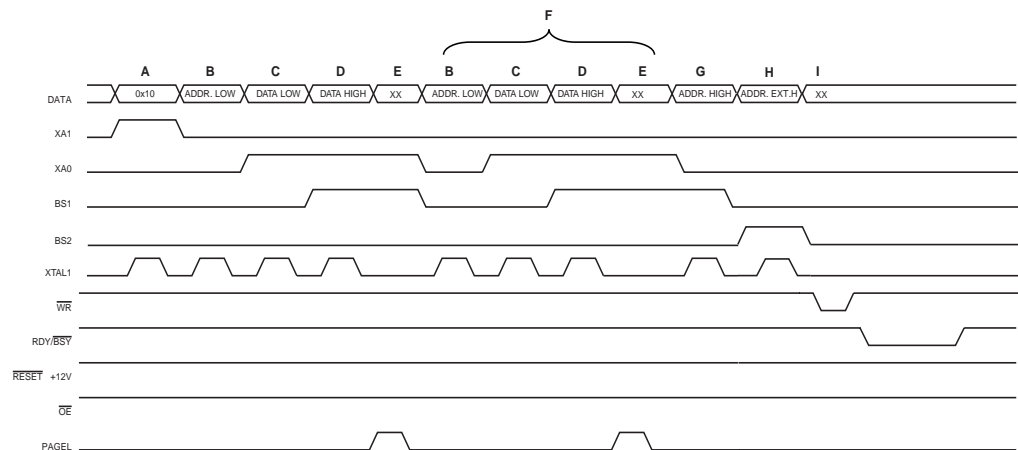 F
A B C D E B C D E G H I
DATA 0x10 ADDR. LOW DATA LOW DATA HIGH XX ADDR. LOW DATA LOW DATA HIGH XX ADDR. HIGH ADDR. EXT.H XX
XA1
XA0
BS1
BS2
XTAL1
WR
RDY/BSY
RESET +12V
OE
PAGEL